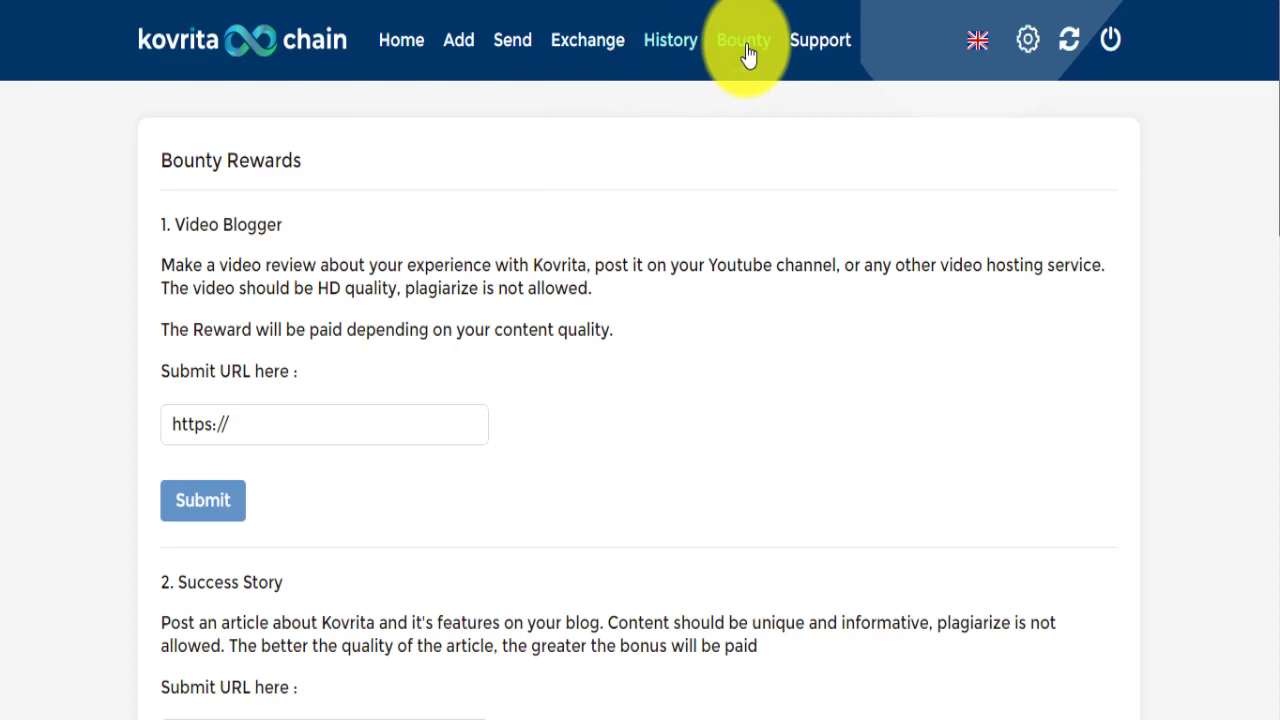 kovrita chain Home Add Send Exchange History Bounty Support
Bounty Rewards
1. Video Blogger
Make a video review about your experience with Kovrita, post it on your Youtube channel, or any other video hosting service.
The video should be HD quality, plagiarize is not allowed.
The Reward will be paid depending on your content quality.
Submit URL here :
https://
Submit
2. Success Story
Post an article about Kovrita and it's features on your blog. Content should be unique and informative, plagiarize is not
allowed. The better the quality of the article, the greater the bonus will be paid
Submit URL here :